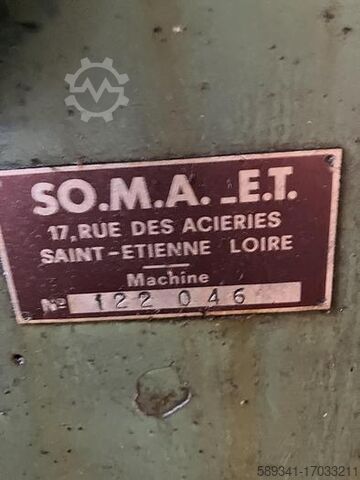 SO.M.A. _E.T.
17, RUE DES ACIERIES
SAINT-ETIENNE LOIRE
Machine
Nº 122 046
589341-17033211